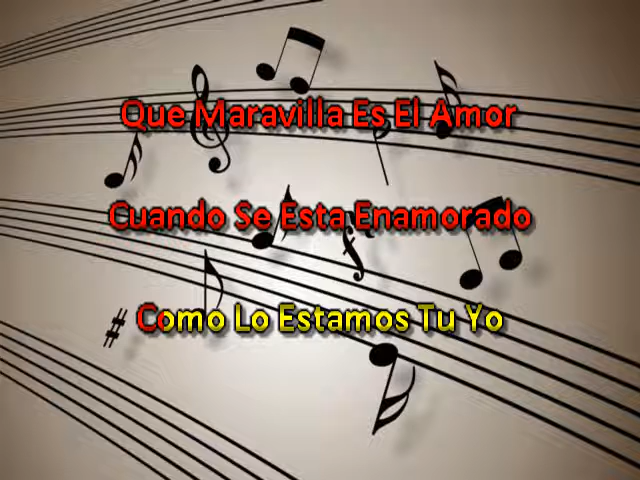 Que Maravilla Es El Amor
Cuando Se Esta Enamorado
Como Lo Estamos Tu Yo